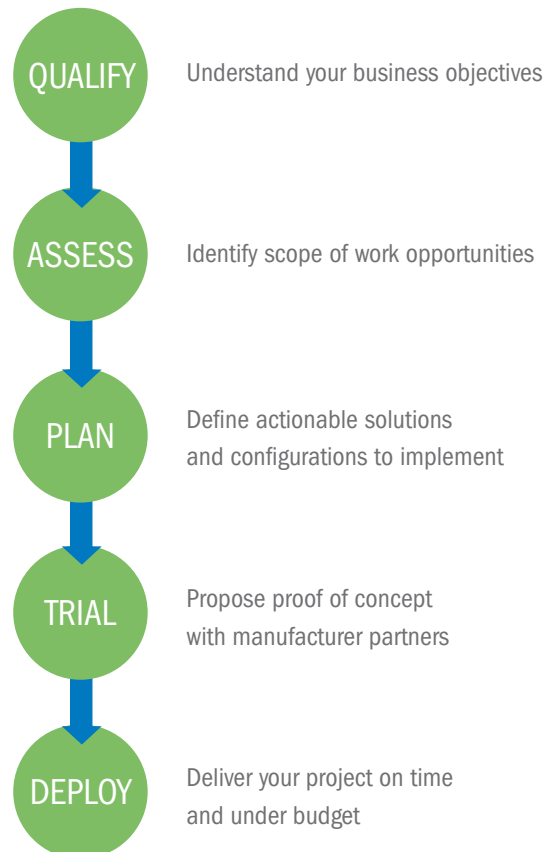 QUALIFY
Understand your business objectives
ASSESS
Identify scope of work opportunities
PLAN
Define actionable solutions
and configurations to implement
TRIAL
Propose proof of concept
with manufacturer partners
DEPLOY
Deliver your project on time
and under budget